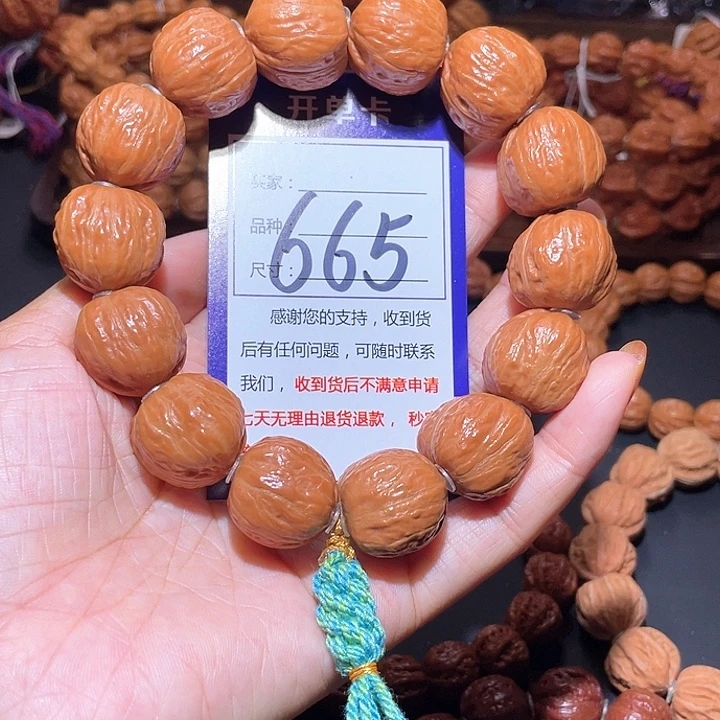 开单卡
买家：
品种：
665
尺寸：
感谢您的支持，收到货
后有任何问题，可随时联系
我们，收到货后不满意申请
七天无理由退货退款，秒